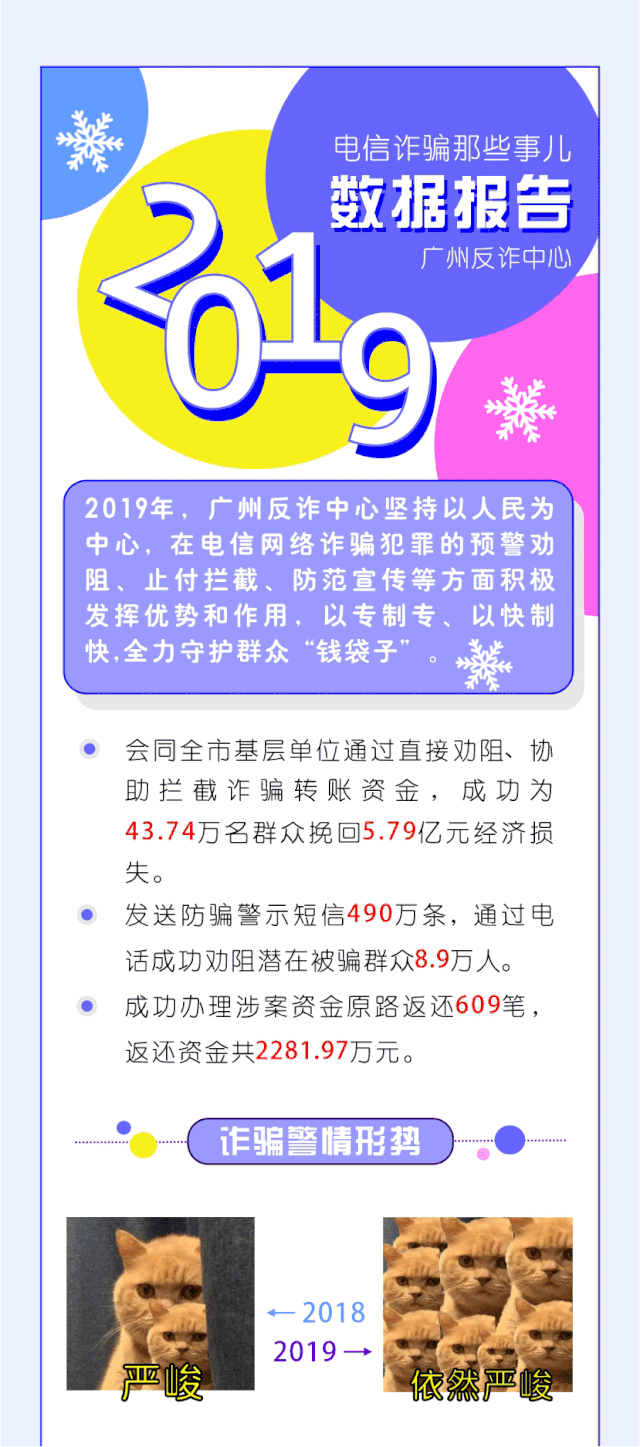 电信诈骗那些事儿
数据报告
广州反诈中心
2019
2019年，广州反诈中心坚持以人民为
中心，在电信网络诈骗犯罪的预警劝
阻、止付拦截、防范宣传等方面积极
发挥优势和作用，以专制专、以快制
快,全力守护群众“钱袋子”。
会同全市基层单位通过直接劝阻、协
助拦截诈骗转账资金，成功为
43.74万名群众挽回5.79亿元经济损
失。
发送防骗警示短信490万条，通过电
话成功劝阻潜在被骗群众8.9万人。
成功办理涉案资金原路返还609笔，
返还资金共2281.97万元。
诈骗警情形势
←2018
2019→
严峻
依然严峻